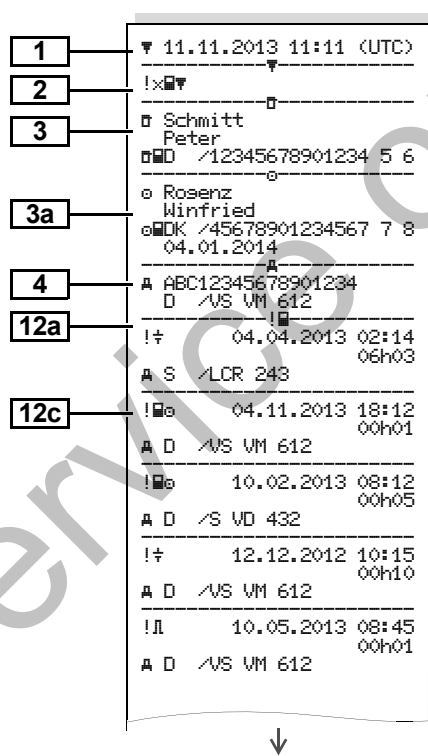 1
▼ 11.11.2013 11:11 (UTC)
2
!x▼
3
Schmitt
Peter
D /12345678901234 5 6
3a
Rogenz
Winfried
DK /45678901234567 7 8
04.01.2014
4
A ABC12345678901234
D /VS VM 612
!
12a
! 04.04.2013 02:14
06h03
A S /LCR 243
12c
! 04.11.2013 18:12
00h01
A D /VS VM 612
! 10.02.2013 08:12
00h05
A D /S VD 432
! 12.12.2012 10:15
00h10
A D /VS VM 612
! 10.05.2013 08:45
00h01
A D /VS VM 612
service